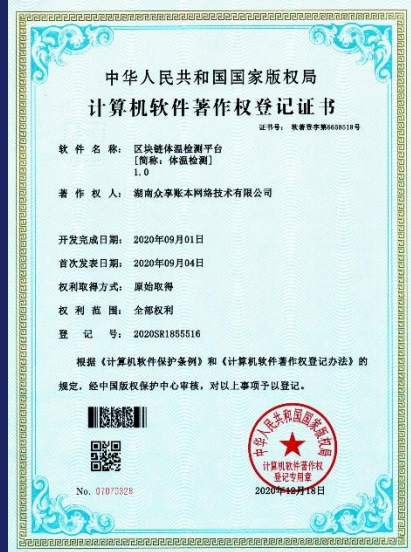 中华人民共和国国家版权局
计算机软件著作权登记证书
证书号： 软著登字第6658518号
软 件 名 称： 区块链体温检测平台
[简称：体温检测]
1.0
著 作 权 人： 湖南众享账本网络技术有限公司
开发完成日期： 2020年09月01日
首次发表日期： 2020年09月04日
权利取得方式： 原始取得
权 利 范 围： 全部权利
登 记 号： 2020SR1855516
根据《计算机软件保护条例》和《计算机软件著作权登记办法》的
规定，经中国版权保护中心审核，对以上事项予以登记。
中华人民共和国国家版权局
计算机软件著作权
登记专用章
No. 07070328
2020年12月18日